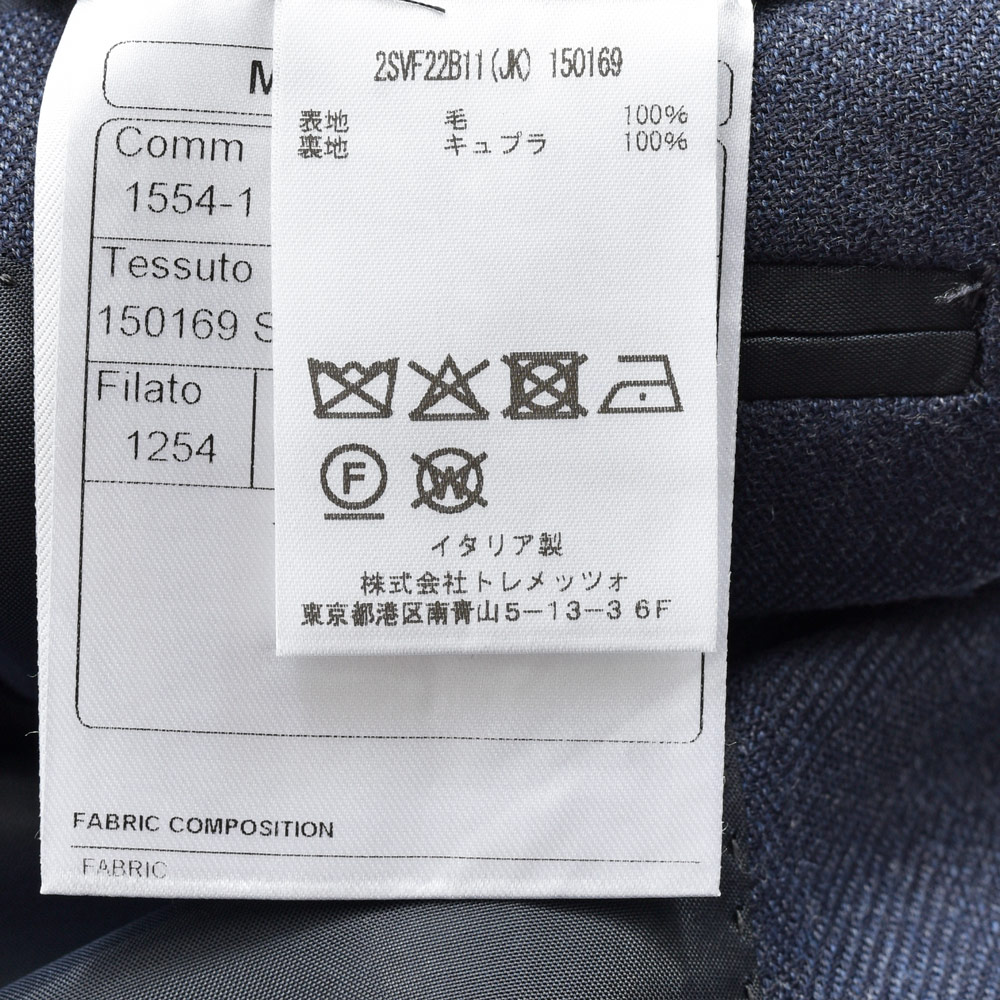 2SVF22B11(JK) 150169
表地 毛 100%
裏地 キュプラ 100%
F W
イタリア製
株式会社トレメッツォ
東京都港区南青山5-13-3 6F
M
Comm
1554-1
Tessuto
150169 S
Filato
1254
FABRIC COMPOSITION
FABRIC